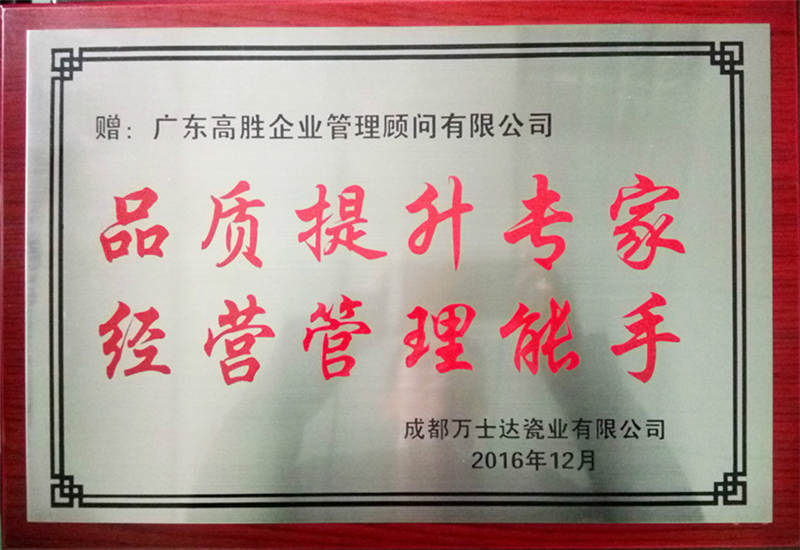 赠：广东高胜企业管理顾问有限公司
品质提升专家
经营管理能手
成都万士达瓷业有限公司
2016年12月